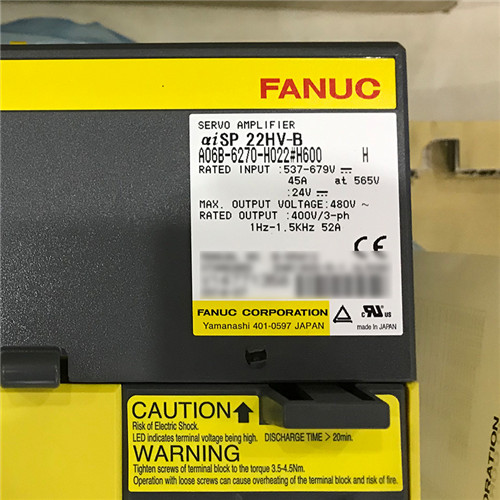 FANUC
SERVO AMPLIFIER
αiSP 22HV-B
A06B-6270-H022#H600 H
RATED INPUT :537-679V
45A at 565V
:24V
MAX. OUTPUT VOLTAGE:480V ~
RATED OUTPUT :400V/3-ph
1Hz-1.5KHz 52A
CE
FANUC CORPORATION
Yamanashi 401-0597 JAPAN
c UL us
made in JAPAN
CAUTION
Risk of Electric Shock.
LED indicates terminal voltage being high. DISCHARGE TIME > 20min.
WARNING
Tighten screws of terminal block to the torque 3.5-4.5Nm.
Operation with loose screws can cause overheating of the terminal block and risk of fire.
ORATION